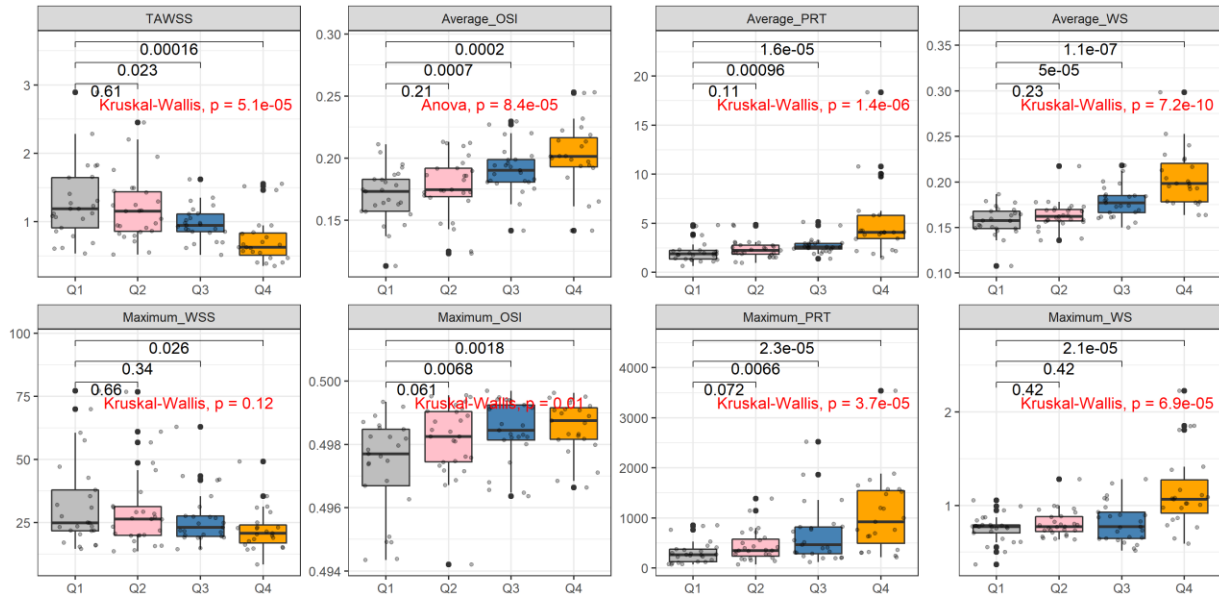 TAWSS
0.00016
0.023
0.61
Kruskal-Wallis, p = 5.1e-05
3
2
1
Q1 Q2 Q3 Q4
Average_OSI
0.30
0.0002
0.0007
0.21
Anova, p = 8.4e-05
0.25
0.20
0.15
Q1 Q2 Q3 Q4
Average_PRT
1.6e-05
0.00096
0.11
Kruskal-Wallis, p = 1.4e-06
20
15
10
5
0
Q1 Q2 Q3 Q4
Average_WS
0.35
1.1e-07
5e-05
0.23
Kruskal-Wallis, p = 7.2e-10
0.30
0.25
0.20
0.15
0.10
Q1 Q2 Q3 Q4
Maximum_WSS
100
0.026
0.34
0.66
Kruskal-Wallis, p = 0.12
75
50
25
Q1 Q2 Q3 Q4
Maximum_OSI
0.0018
0.0068
0.500
0.061
Kruskal-Wallis, p = 0.01
0.498
0.496
0.494
Q1 Q2 Q3 Q4
Maximum_PRT
2.3e-05
4000
0.0066
0.072
Kruskal-Wallis, p = 3.7e-05
3000
2000
1000
0
Q1 Q2 Q3 Q4
Maximum_WS
2.1e-05
0.42
0.42
Kruskal-Wallis, p = 6.9e-05
2
1
Q1 Q2 Q3 Q4